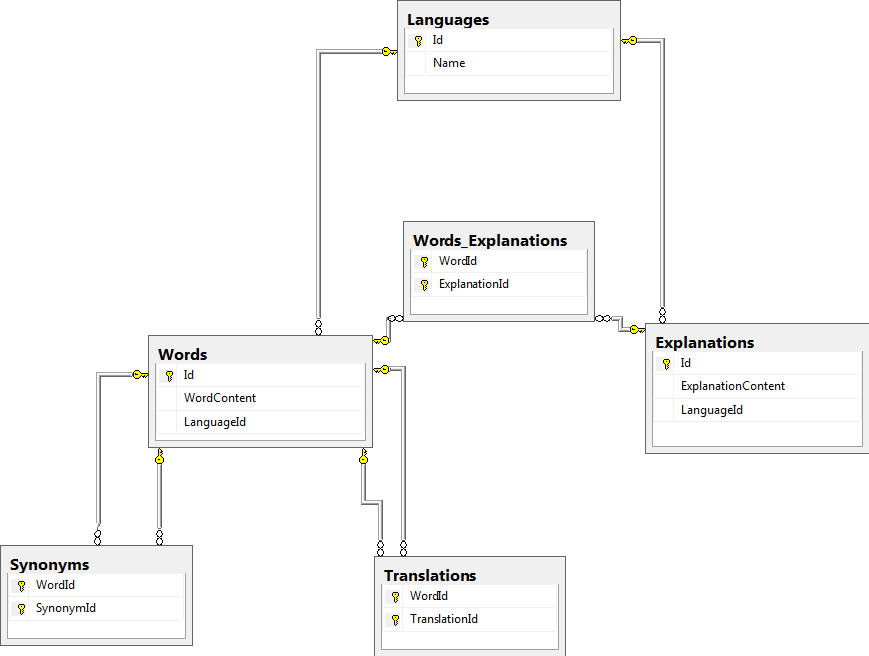 Languages
Id
Name
Words_Explanations
WordId
ExplanationId
Words
Id
WordContent
LanguageId
Explanations
Id
ExplanationContent
LanguageId
Synonyms
WordId
SynonymId
Translations
WordId
TranslationId